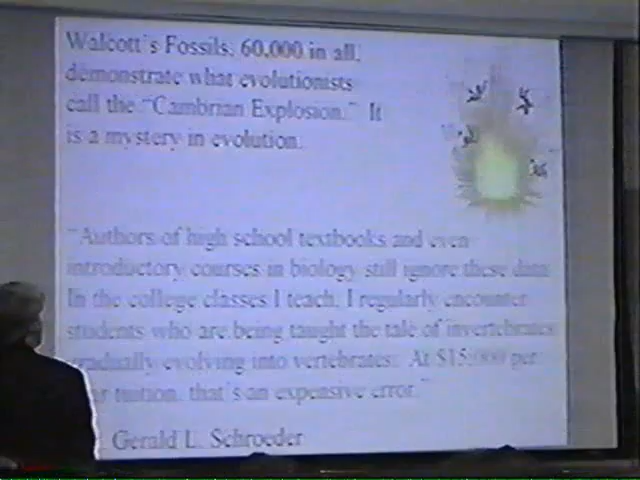 Walcott's Fossils, 60,000 in all,
demonstrate what evolutionists
call the "Cambrian Explosion." It
is a mystery in evolution.
"Authors of high school textbooks and even
introductory courses in biology still ignore these data.
In the college classes I teach, I regularly encounter
students who are being taught the tale of invertebrates
gradually evolving into vertebrates. At $15,000 per
tuition, that's an expensive error."
Gerald L. Schroeder